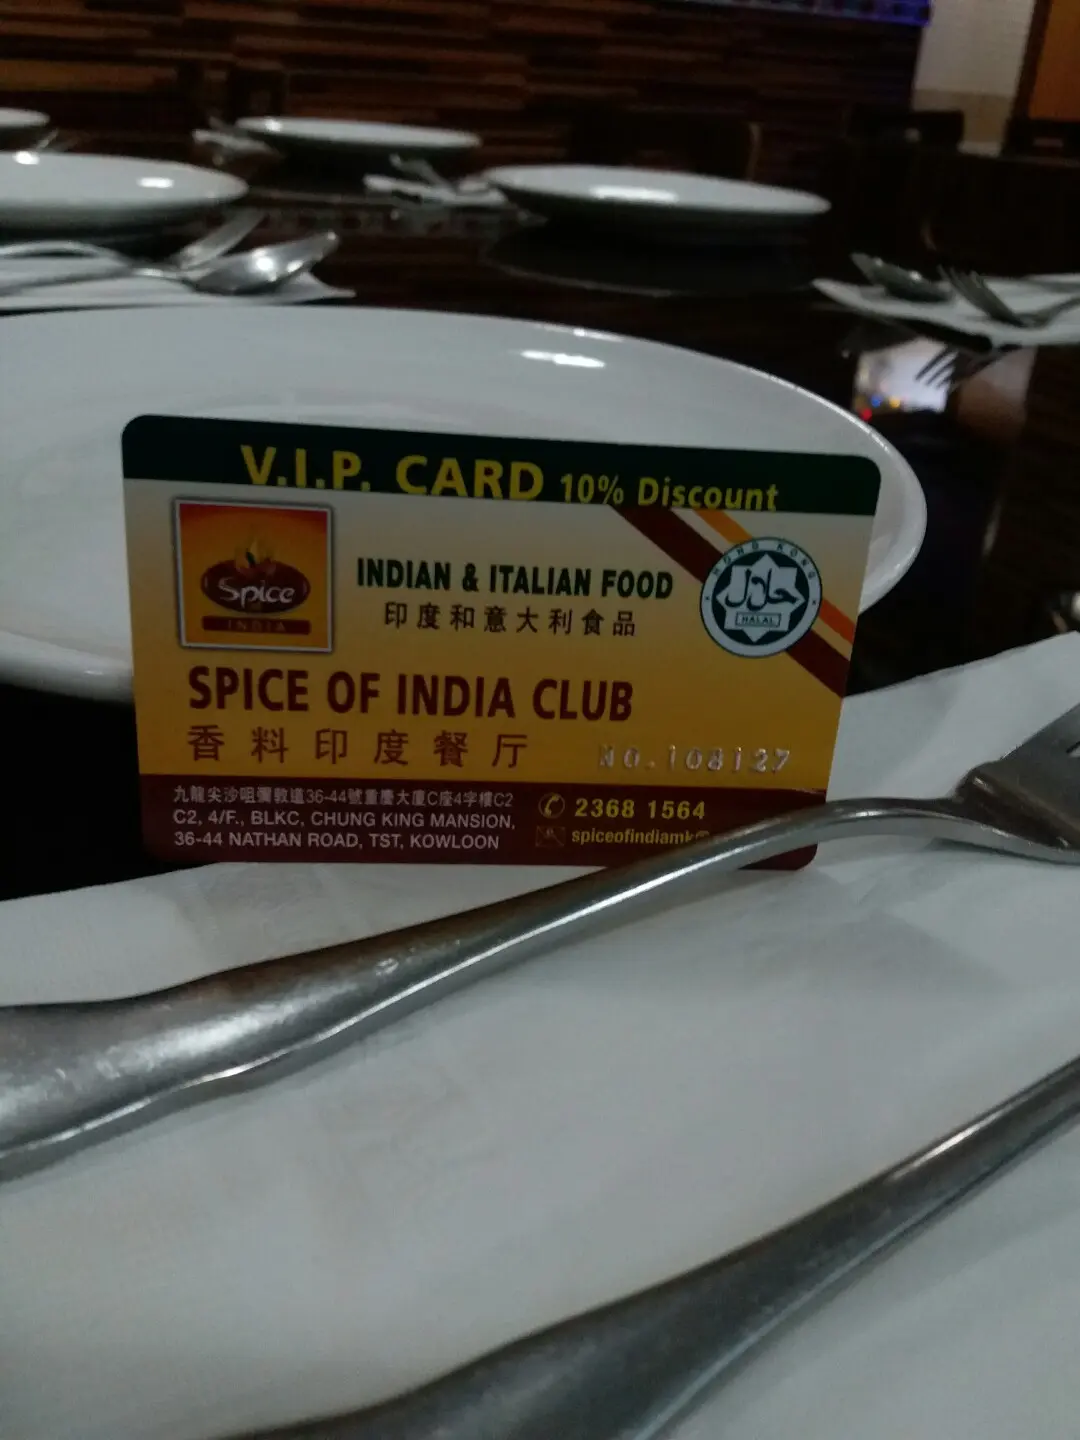 V.I.P. CARD 10% Discount
Spice
INDIA
INDIAN & ITALIAN FOOD
印度和意大利食品
HONG KONG
حلال
HALAL
SPICE OF INDIA CLUB
香料印度餐厅
NO. 108127
九龍尖沙咀彌敦道36-44號重慶大廈C座4字樓C2
C2, 4/F., BLKC, CHUNG KING MANSION,
36-44 NATHAN ROAD, TST, KOWLOON
2368 1564